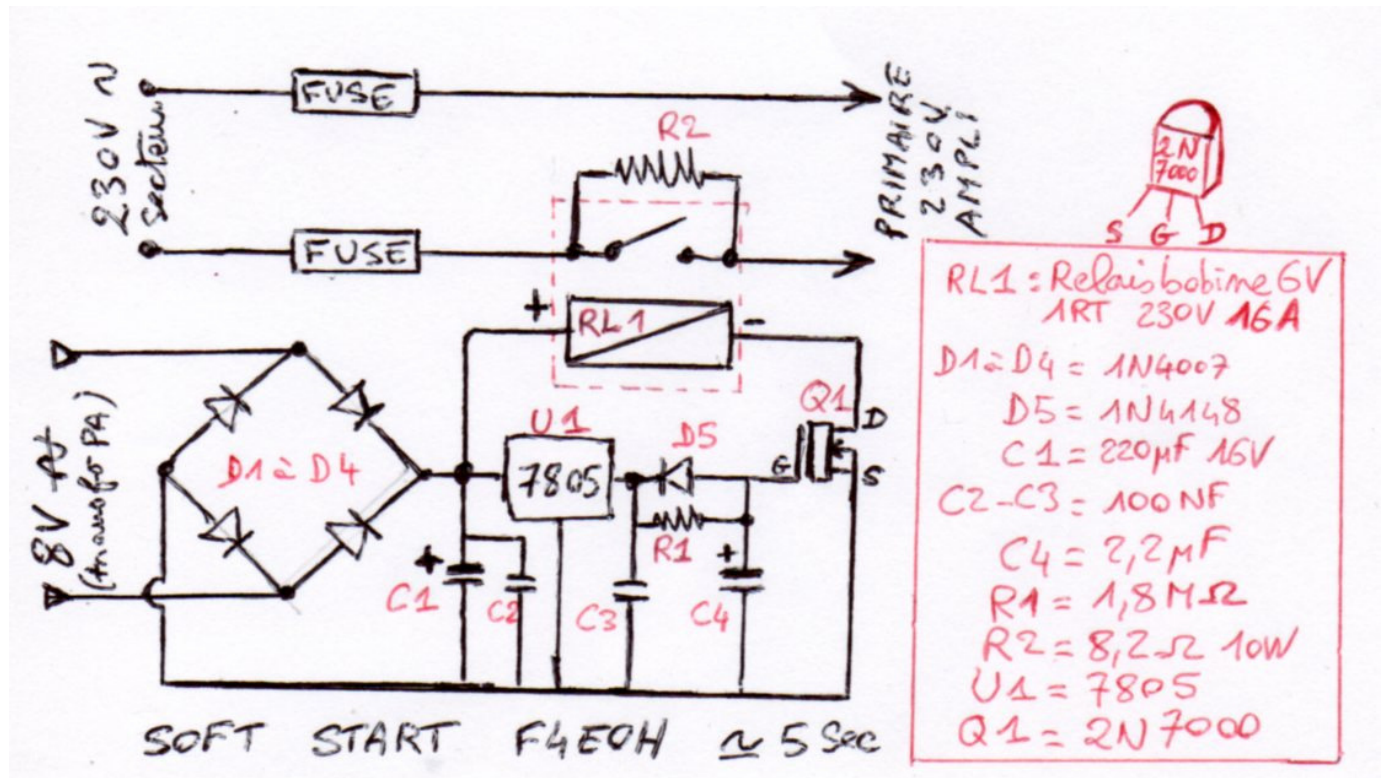 230V ~
secteur
FUSE
FUSE
R2
PRIMAIRE
230V
AMPLI
2N
7000
S G D
8V AC
(transfo PA)
D1 à D4
+ RL1 -
U1
7805
D5
R1
Q1
D
G
S
+
C1
C2
C3
+
C4
RL1 : Relais bobine 6V
1RT 230V 16A
D1 à D4 = 1N4007
D5 = 1N4148
C1 = 220µF 16V
C2-C3 = 100NF
C4 = 2,2µF
R1 = 1,8MΩ
R2 = 8,2Ω 10W
U1 = 7805
Q1 = 2N7000
SOFT START F4EOH ~ 5 Sec